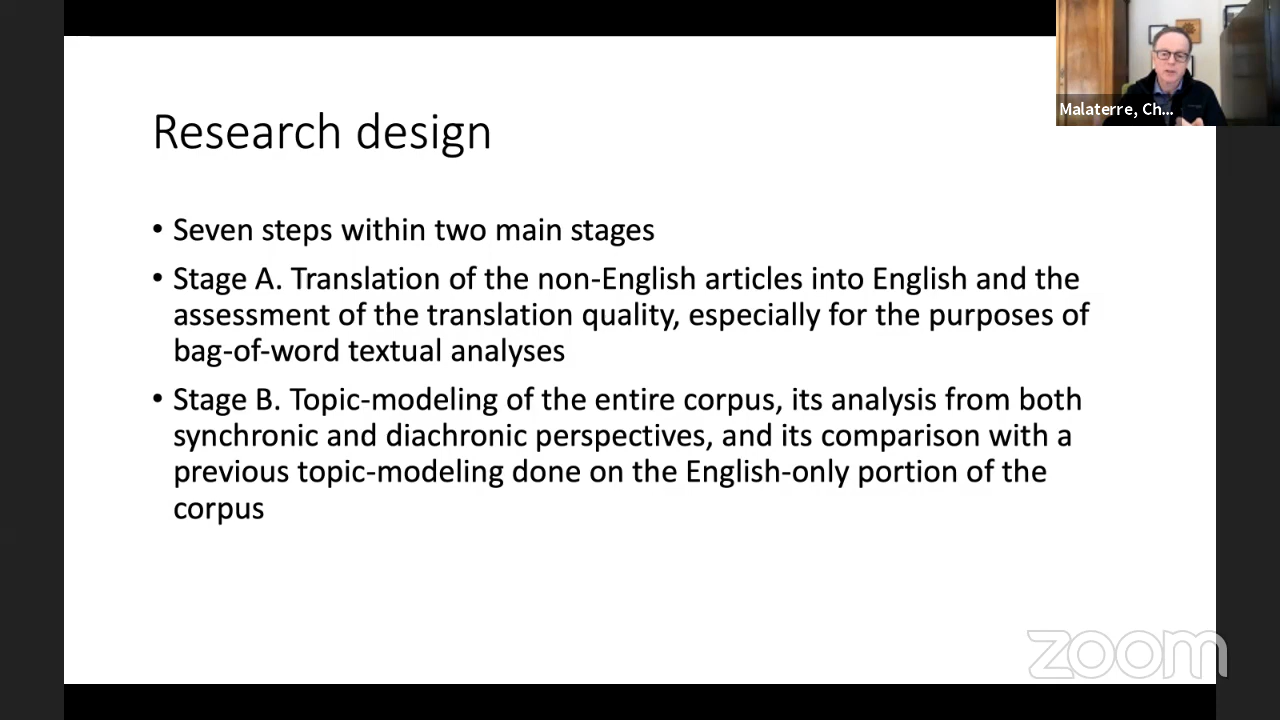 Malaterre, Ch...
Research design
• Seven steps within two main stages
• Stage A. Translation of the non-English articles into English and the
assessment of the translation quality, especially for the purposes of
bag-of-word textual analyses
• Stage B. Topic-modeling of the entire corpus, its analysis from both
synchronic and diachronic perspectives, and its comparison with a
previous topic-modeling done on the English-only portion of the
corpus
zoom